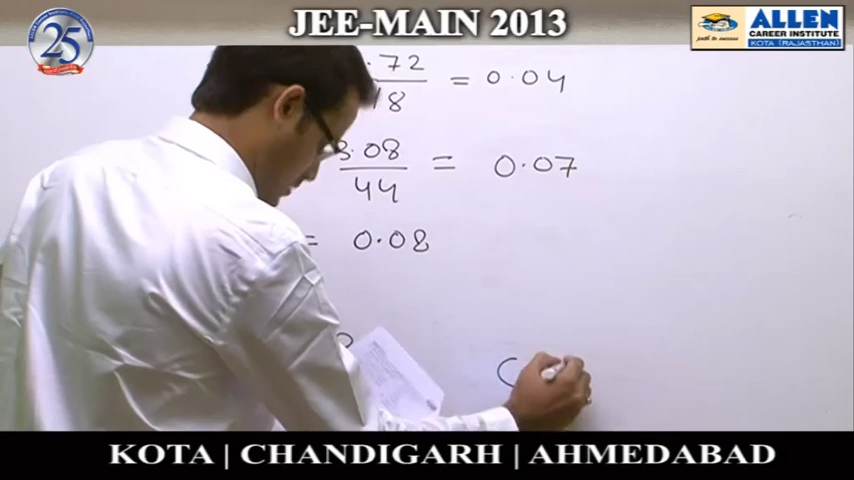 JEE-MAIN 2013
25
ALLEN
CAREER INSTITUTE
KOTA (RAJASTHAN)
path to success
.72
18
= 0.04
3.08
44
= 0.07
= 0.08
C
KOTA | CHANDIGARH | AHMEDABAD